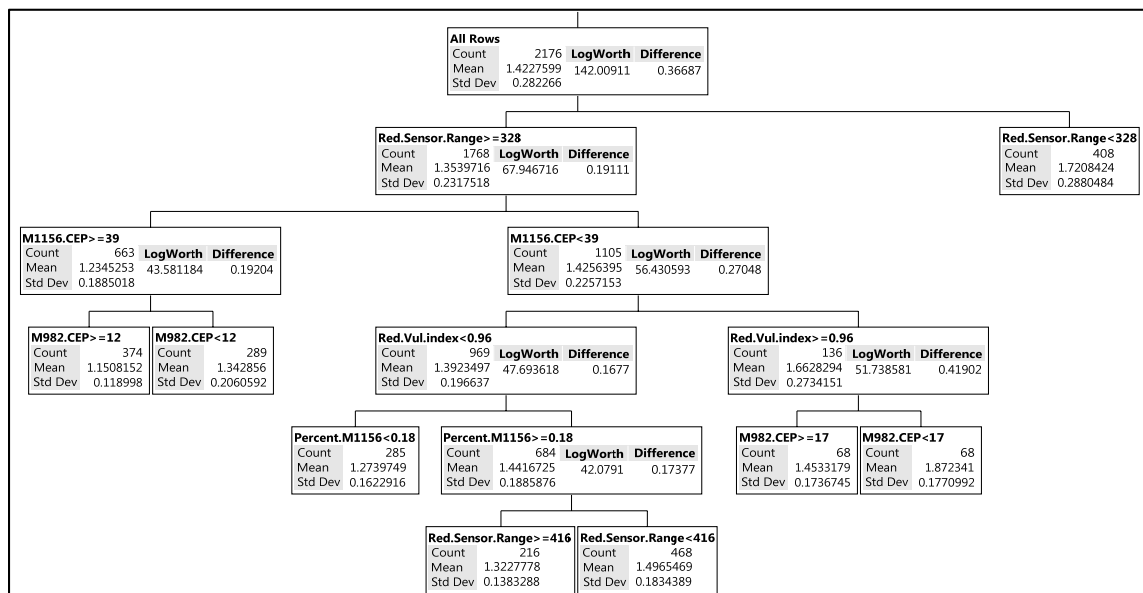 All Rows
Count 2176 LogWorth Difference
Mean 1.4227599 142.00911 0.36687
Std Dev 0.282266
Red.Sensor.Range>=328
Count 1768 LogWorth Difference
Mean 1.3539716 67.946716 0.19111
Std Dev 0.2317518
Red.Sensor.Range<328
Count 408
Mean 1.7208424
Std Dev 0.2880484
M1156.CEP>=39
Count 663 LogWorth Difference
Mean 1.2345253 43.581184 0.19204
Std Dev 0.1885018
M1156.CEP<39
Count 1105 LogWorth Difference
Mean 1.4256395 56.430593 0.27048
Std Dev 0.2257153
M982.CEP>=12
Count 374
Mean 1.1508152
Std Dev 0.118998
M982.CEP<12
Count 289
Mean 1.342856
Std Dev 0.2060592
Red.Vul.index<0.96
Count 969 LogWorth Difference
Mean 1.3923497 47.693618 0.1677
Std Dev 0.196637
Red.Vul.index>=0.96
Count 136 LogWorth Difference
Mean 1.6628294 51.738581 0.41902
Std Dev 0.2734151
Percent.M1156<0.18
Count 285
Mean 1.2739749
Std Dev 0.1622916
Percent.M1156>=0.18
Count 684 LogWorth Difference
Mean 1.4416725 42.0791 0.17377
Std Dev 0.1885876
M982.CEP>=17
Count 68
Mean 1.4533179
Std Dev 0.1736745
M982.CEP<17
Count 68
Mean 1.872341
Std Dev 0.1770992
Red.Sensor.Range>=416
Count 216
Mean 1.3227778
Std Dev 0.1383288
Red.Sensor.Range<416
Count 468
Mean 1.4965469
Std Dev 0.1834389